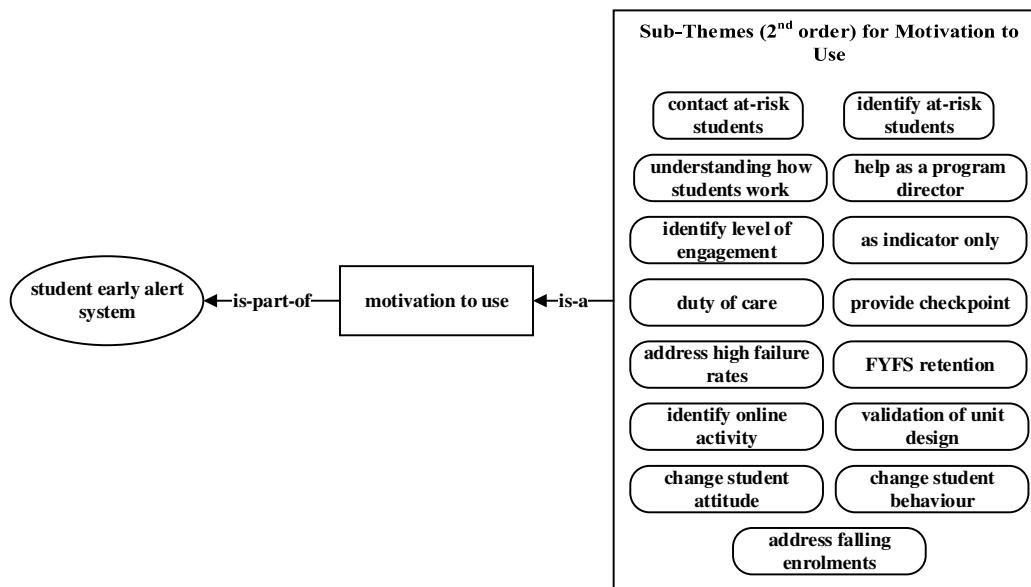 Sub-Themes (2nd order) for Motivation to
Use
contact at-risk
students
identify at-risk
students
understanding how
students work
help as a program
director
identify level of
engagement
as indicator only
student early alert
system
is-part-of
motivation to use
is-a
duty of care
provide checkpoint
address high failure
rates
FYFS retention
identify online
activity
validation of unit
design
change student
attitude
change student
behaviour
address falling
enrolments